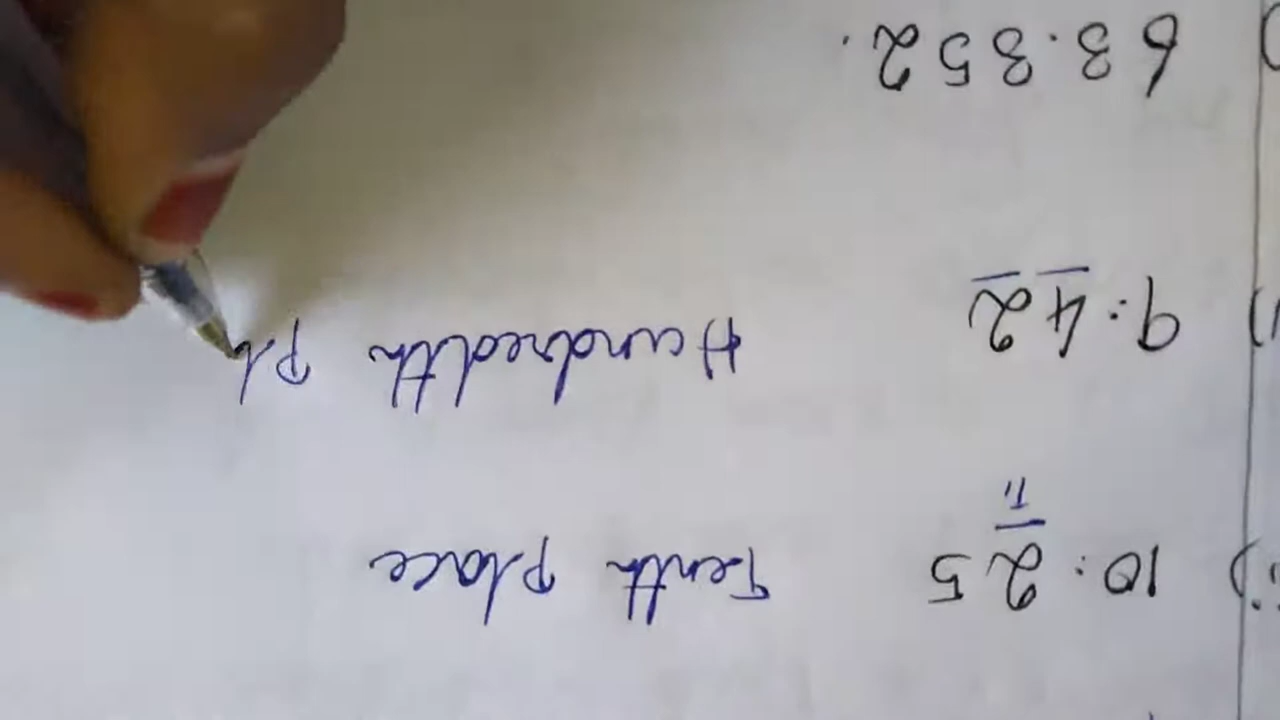 i) 10.25 Tenth Place
) 9.42 Hundredth Pl
) 63.352.